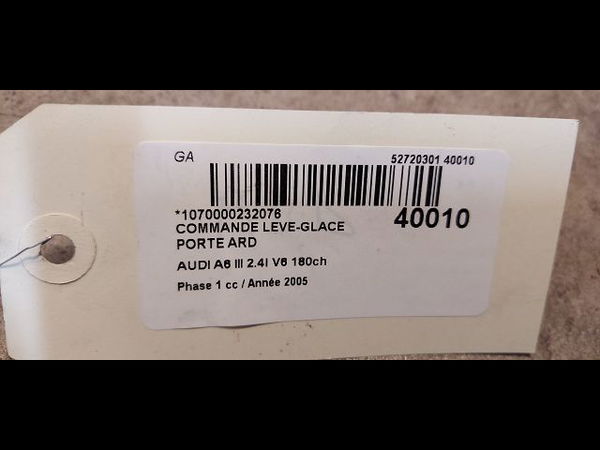 GA 52720301 40010
*1070000232076 40010
COMMANDE LEVE-GLACE
PORTE ARD
AUDI A6 III 2.4I V6 180ch
Phase 1 cc / Année 2005